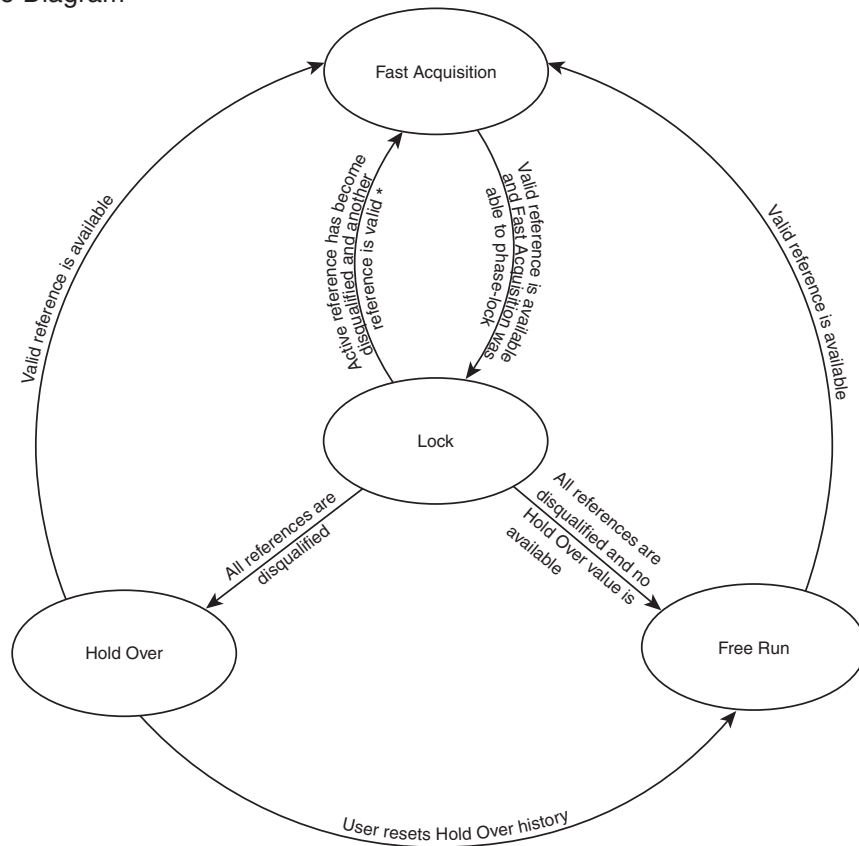 Diagram
Fast Acquisition
Valid reference is available
Active reference has become
disqualified and another
reference is valid *
Valid reference is available
and Fast Acquisition was
able to phase-lock
Valid reference is available
Lock
All references are
disqualified
All references are
disqualified and no
Hold Over value is
available
Hold Over
Free Run
User resets Hold Over history